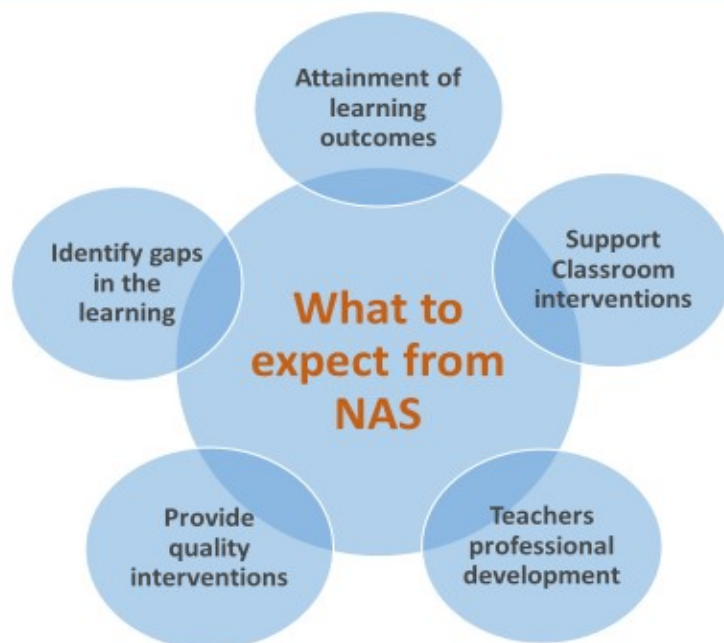 Attainment of
learning
outcomes
Support
Classroom
interventions
Teachers
professional
development
Provide
quality
interventions
Identify gaps
in the
learning
What to
expect from
NAS